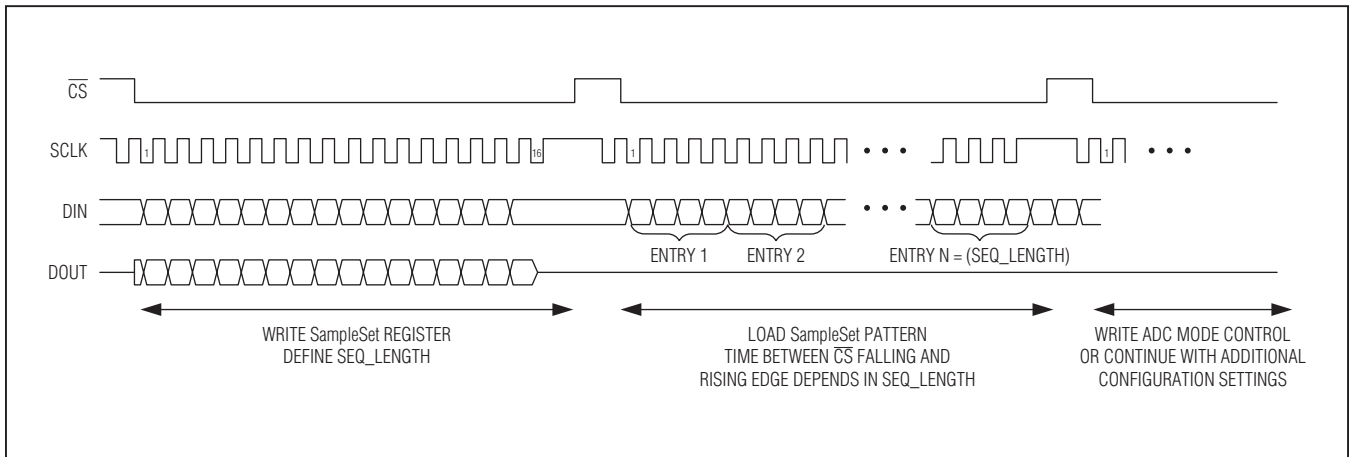 CS
SCLK
1
16
1
• • •
1
• • •
DIN
• • •
ENTRY 1
ENTRY 2
ENTRY N = (SEQ_LENGTH)
DOUT
WRITE SampleSet REGISTER
DEFINE SEQ_LENGTH
LOAD SampleSet PATTERN
TIME BETWEEN CS FALLING AND
RISING EDGE DEPENDS IN SEQ_LENGTH
WRITE ADC MODE CONTROL
OR CONTINUE WITH ADDITIONAL
CONFIGURATION SETTINGS